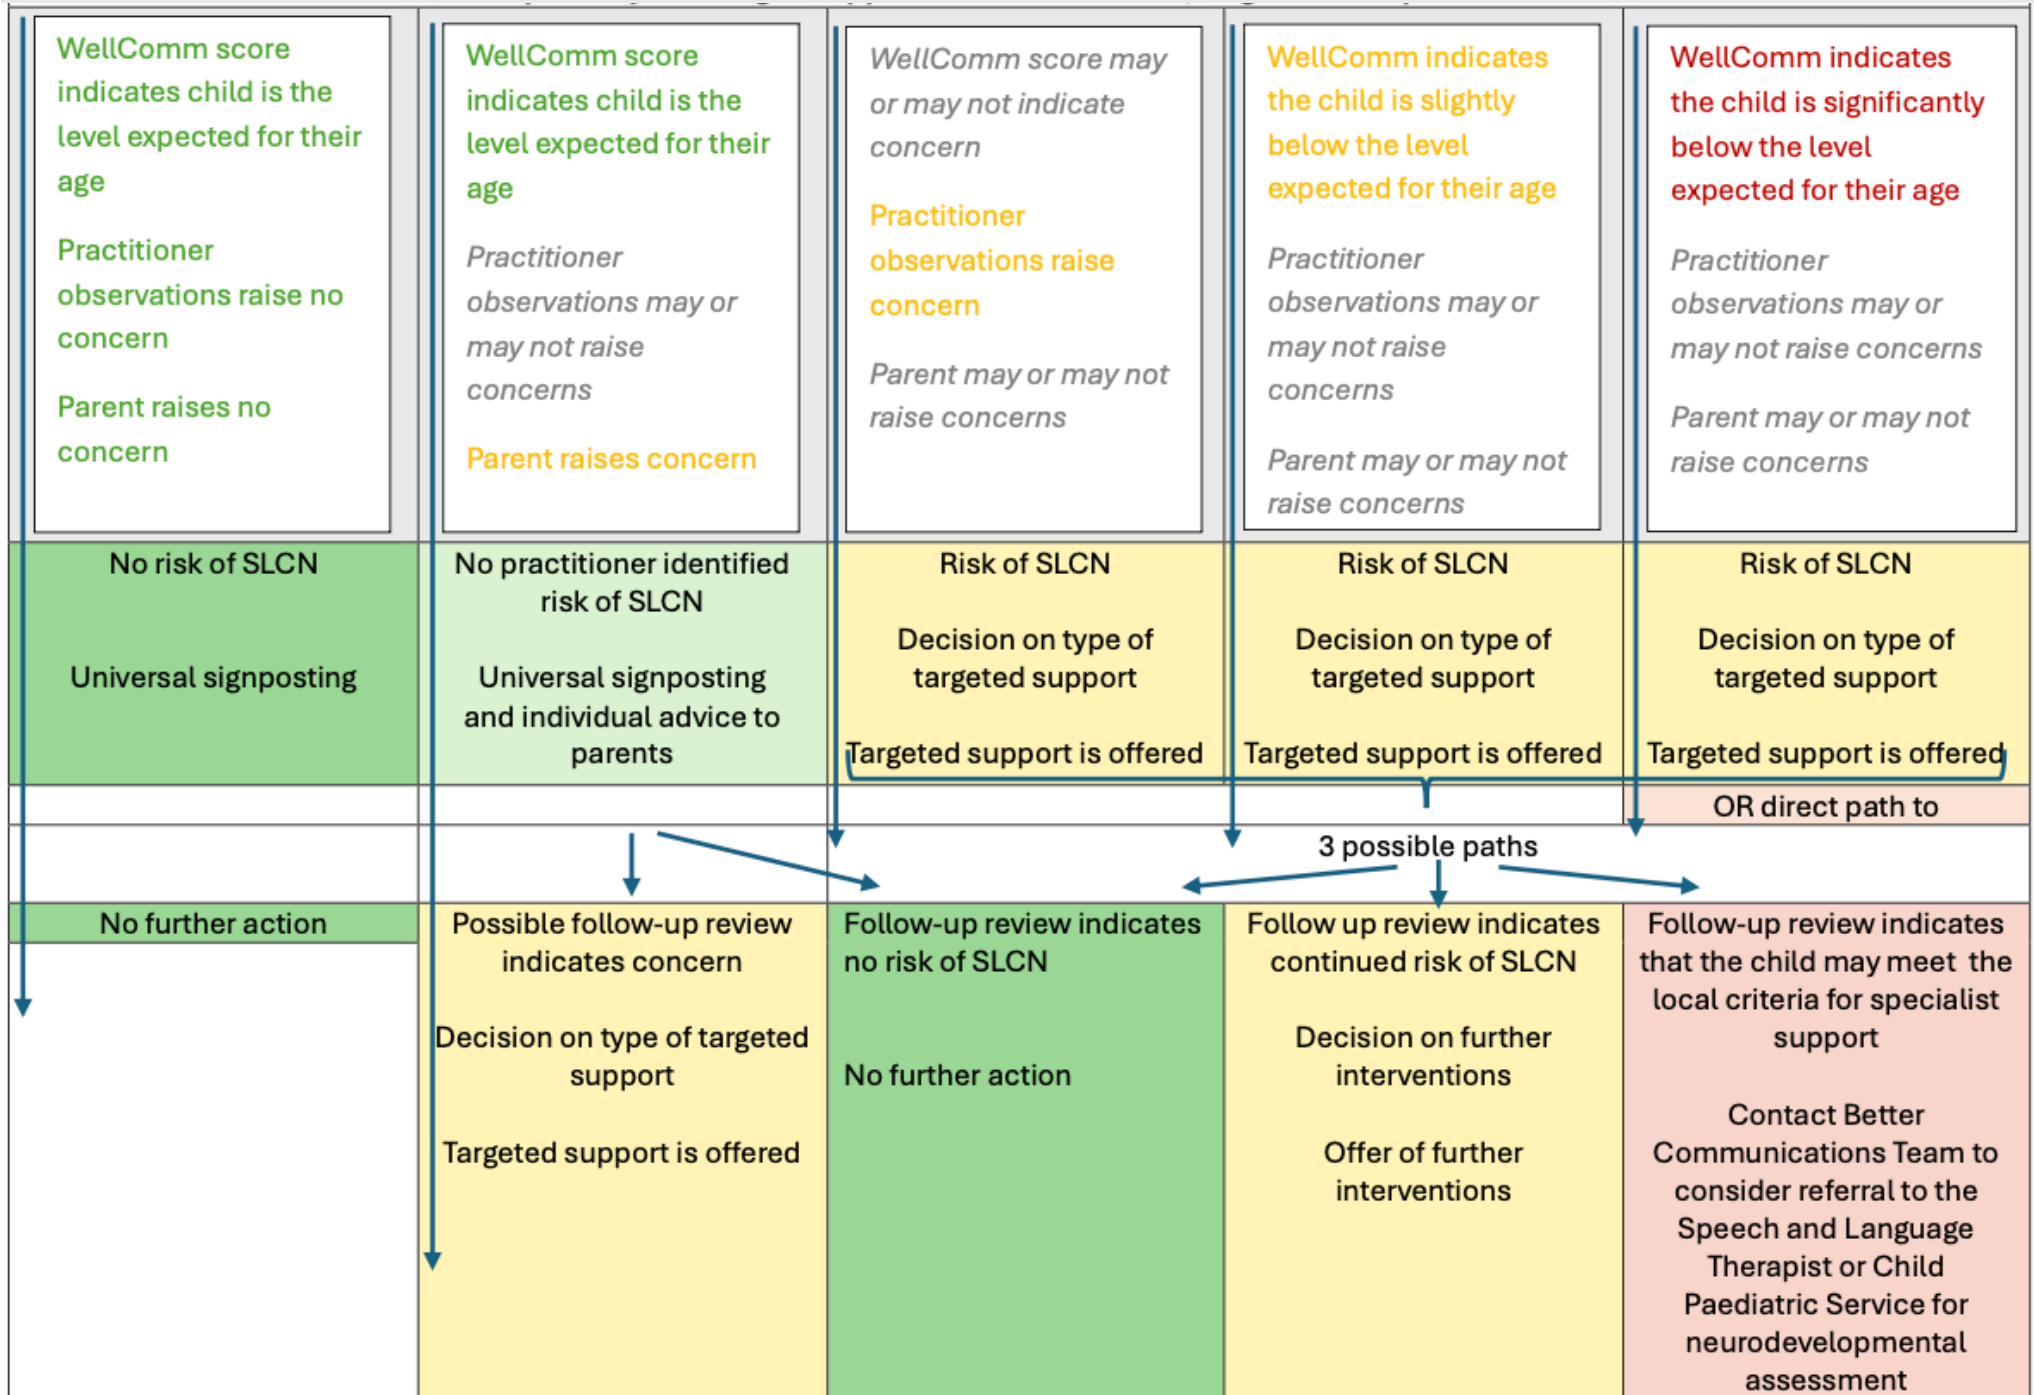 WellComm score
indicates child is the
level expected for their
age
Practitioner
observations raise no
concern
Parent raises no
concern
WellComm score
indicates child is the
level expected for their
age
Practitioner
observations may or
may not raise
concerns
Parent raises concern
WellComm score may
or may not indicate
concern
Practitioner
observations raise
concern
Parent may or may not
raise concerns
WellComm indicates
the child is slightly
below the level
expected for their age
Practitioner
observations may or
may not raise
concerns
Parent may or may not
raise concerns
WellComm indicates
the child is significantly
below the level
expected for their age
Practitioner
observations may or
may not raise concerns
Parent may or may not
raise concerns
No risk of SLCN
Universal signposting
No practitioner identified
risk of SLCN
Universal signposting
and individual advice to
parents
Risk of SLCN
Decision on type of
targeted support
Targeted support is offered
Risk of SLCN
Decision on type of
targeted support
Targeted support is offered
Risk of SLCN
Decision on type of
targeted support
Targeted support is offered
OR direct path to
3 possible paths
No further action
Possible follow-up review
indicates concern
Decision on type of targeted
support
Targeted support is offered
Follow-up review indicates
no risk of SLCN
No further action
Follow up review indicates
continued risk of SLCN
Decision on further
interventions
Offer of further
interventions
Follow-up review indicates
that the child may meet the
local criteria for specialist
support
Contact Better
Communications Team to
consider referral to the
Speech and Language
Therapist or Child
Paediatric Service for
neurodevelopmental
assessment